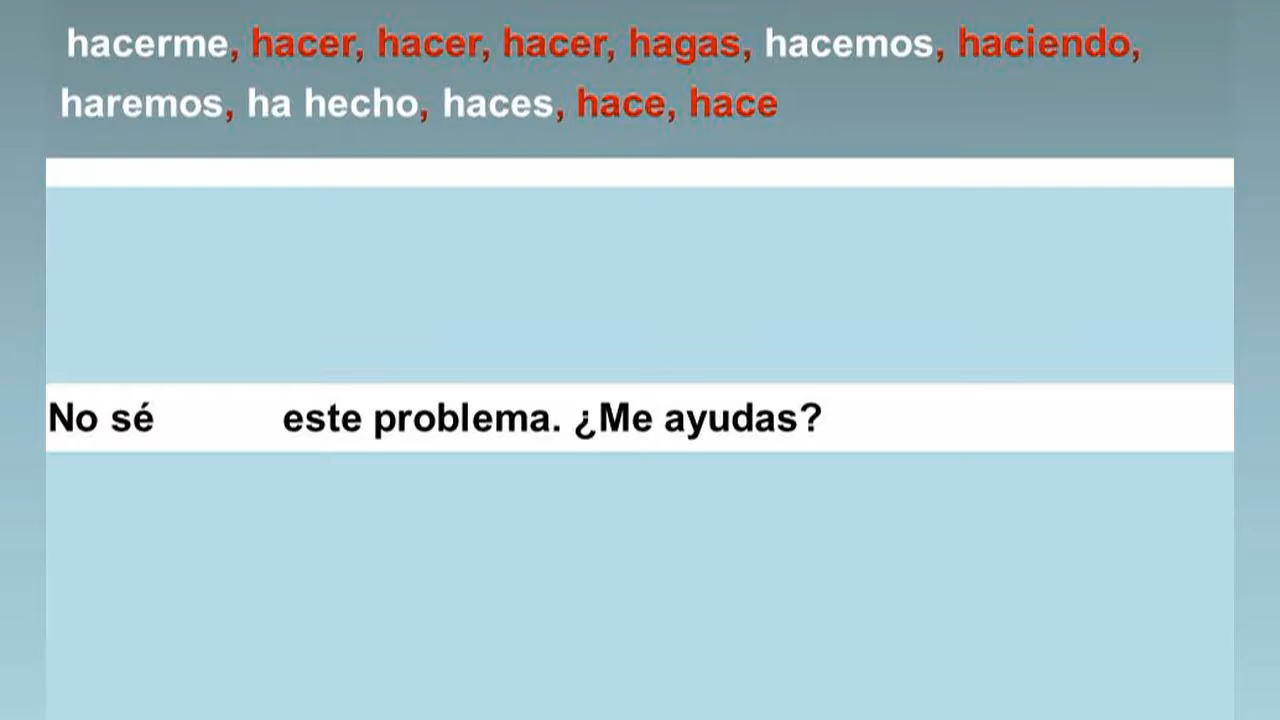 hacerme, hacer, hacer, hacer, hagas, hacemos, haciendo,
haremos, ha hecho, haces, hace, hace
No sé este problema. ¿Me ayudas?